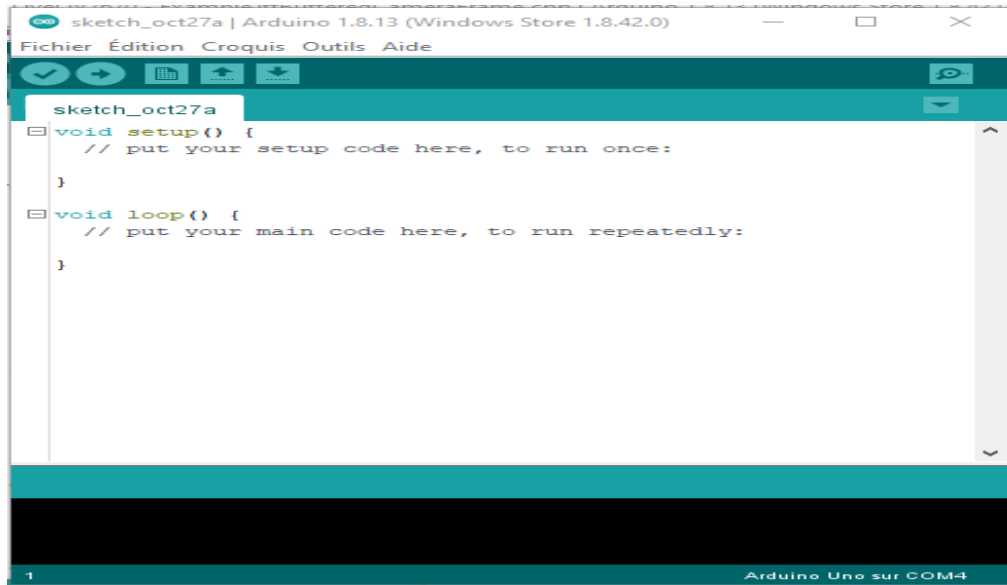 sketch_oct27a | Arduino 1.8.13 (Windows Store 1.8.42.0)
Fichier Édition Croquis Outils Aide
sketch_oct27a
void setup() {
// put your setup code here, to run once:
}
void loop() {
// put your main code here, to run repeatedly:
}
1
Arduino Uno sur COM4